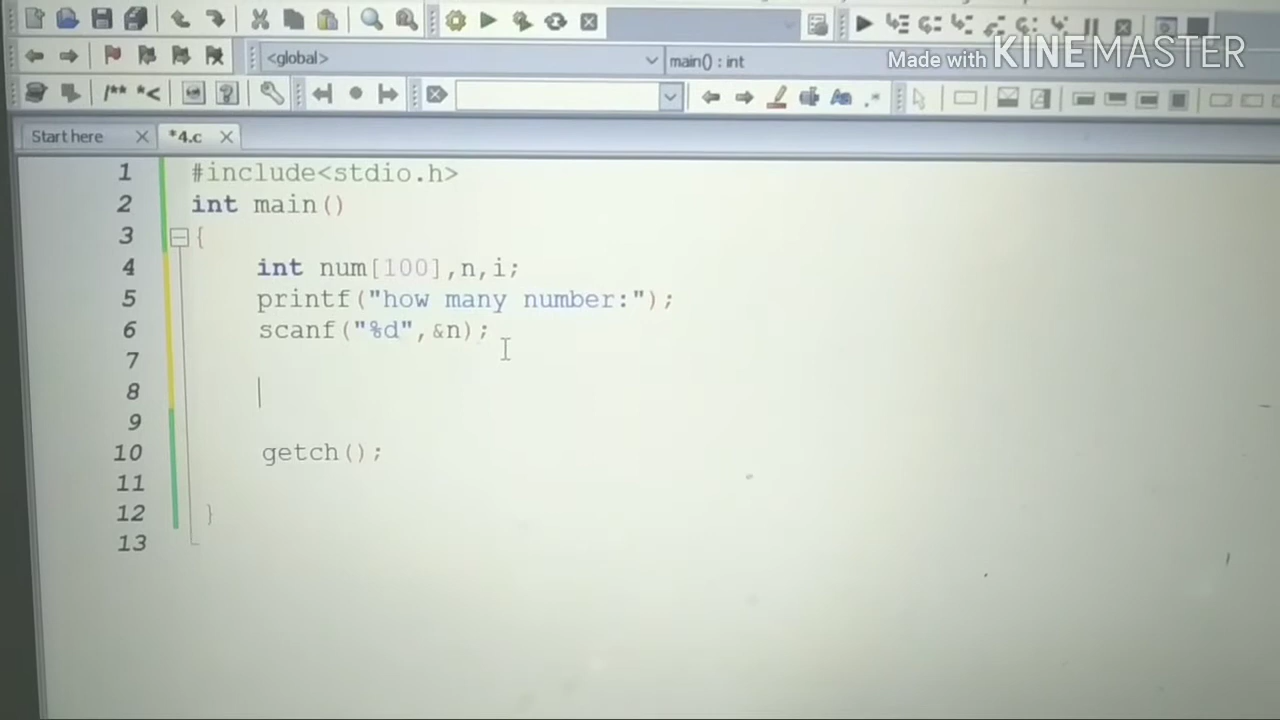 <global>
main() : int
Made with KINEMASTER
/** *<
.*
Start here
*4.c
1 #include<stdio.h>
2 int main()
3 {
4 int num[100],n,i;
5 printf("how many number:");
6 scanf("%d",&n);
7
8
9
10 getch();
11
12 }
13